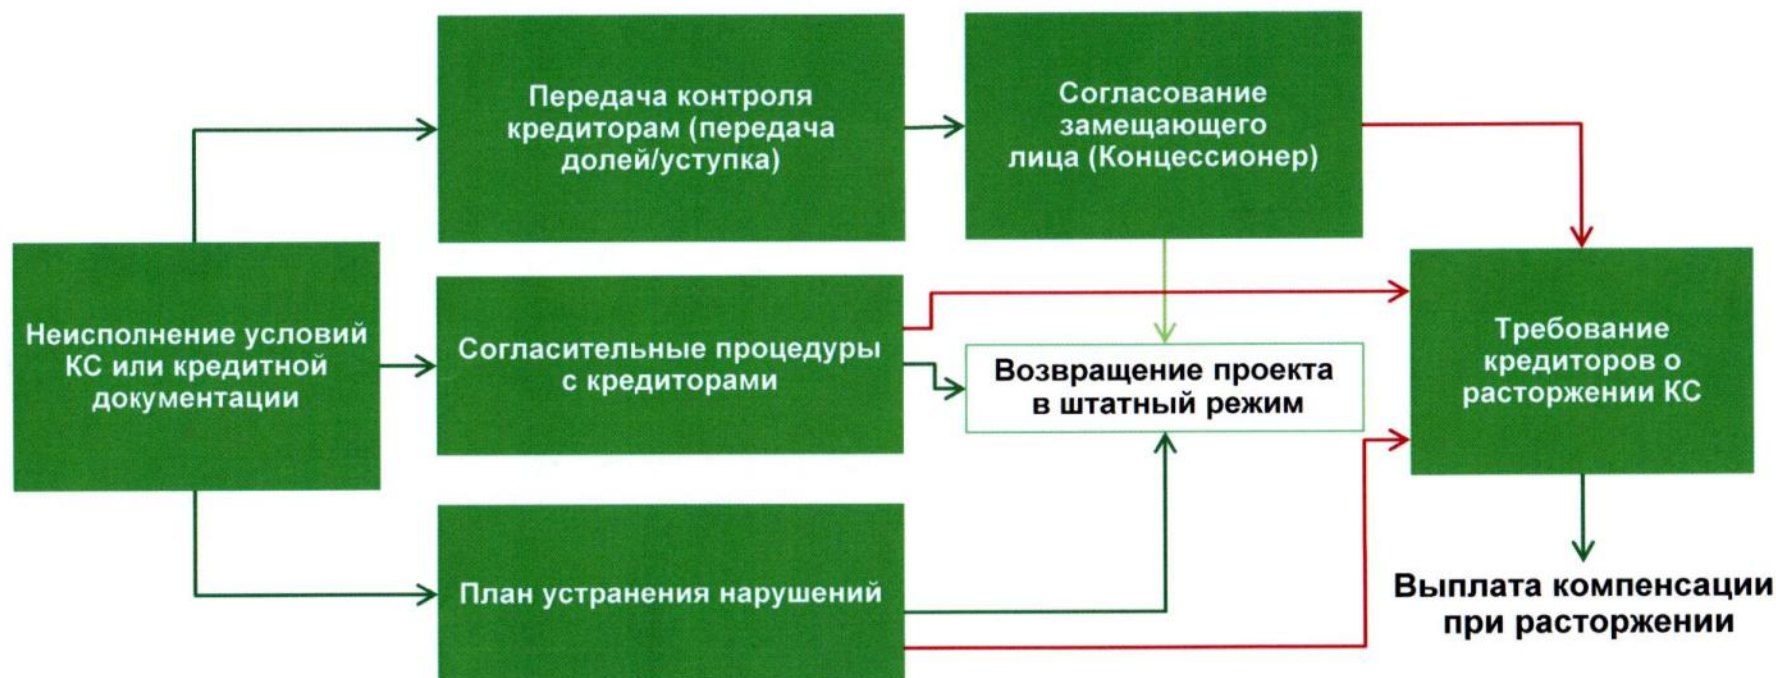 Передача контроля
кредиторам (передача
долей/уступка)
Согласование
замещающего
лица (Концессионер)
Неисполнение условий
КС или кредитной
документации
Согласительные процедуры
с кредиторами
Возвращение проекта
в штатный режим
Требование
кредиторов о
расторжении КС
План устранения нарушений
Выплата компенсации
при расторжении